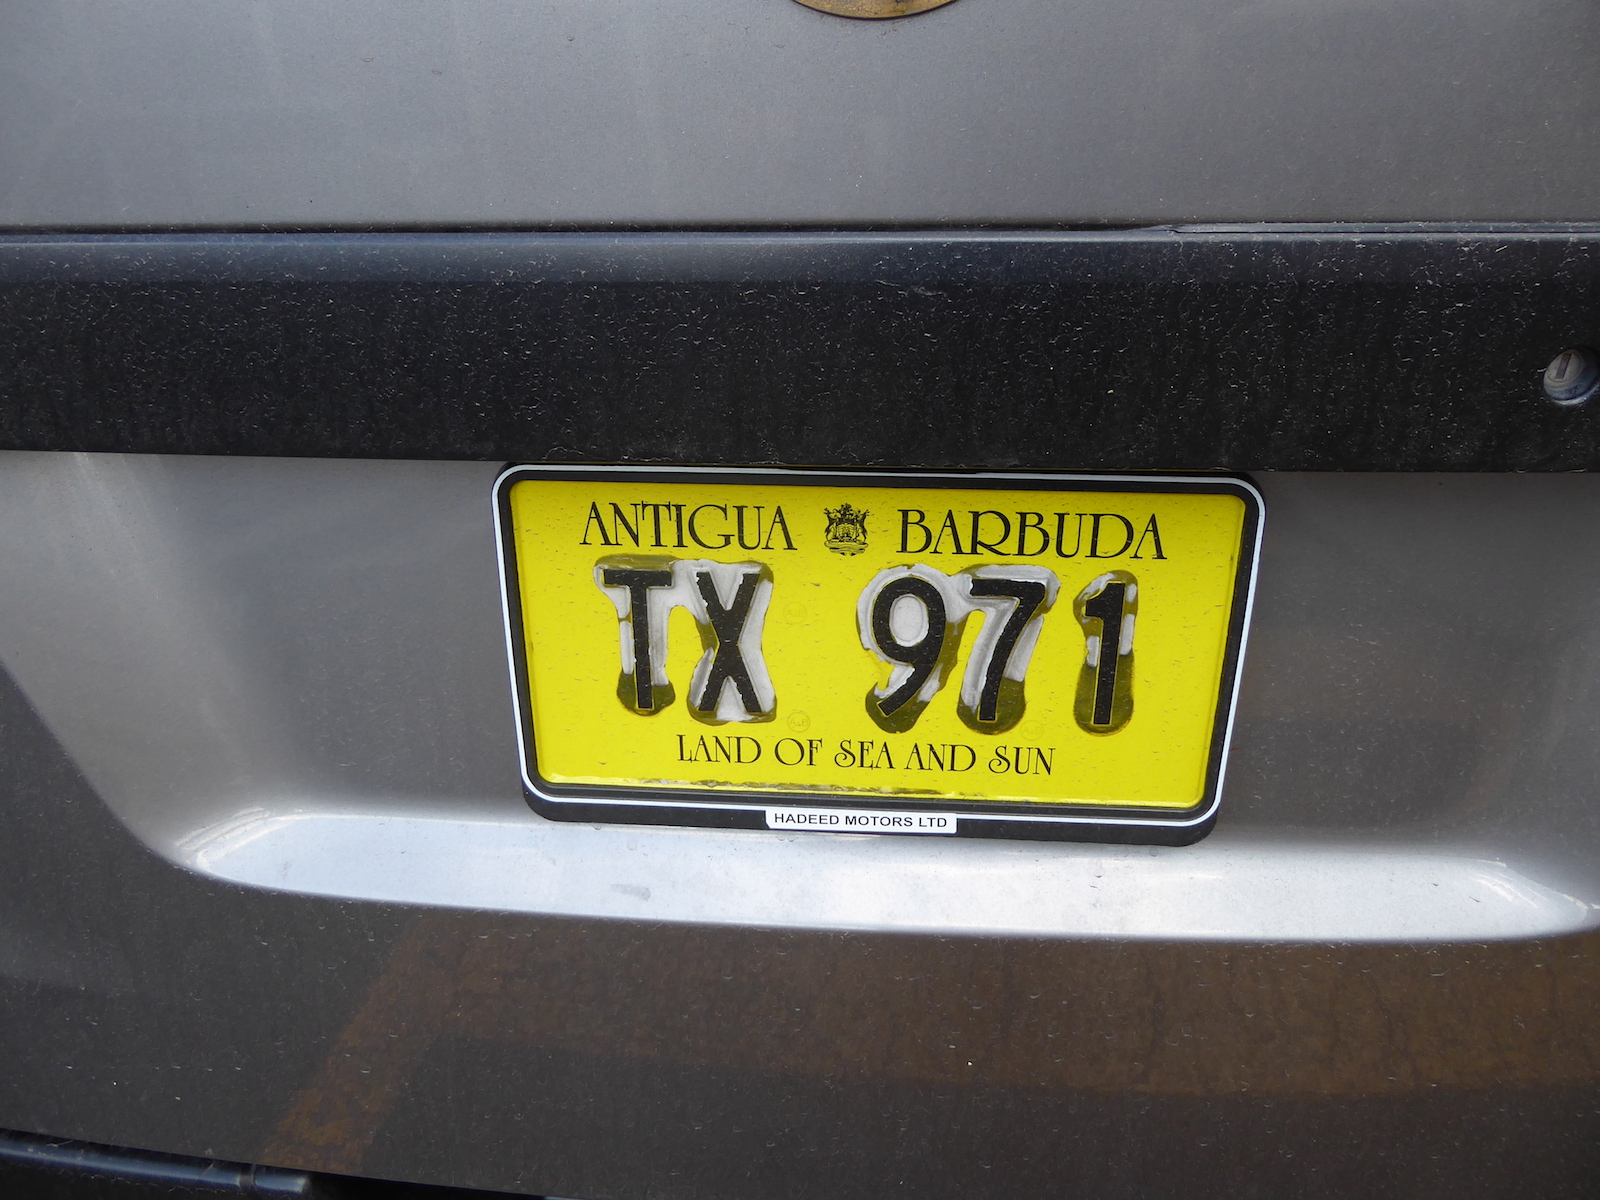 ANTIGUA BARBUDA
TX 971
LAND OF SEA AND SUN
HADEED MOTORS LTD